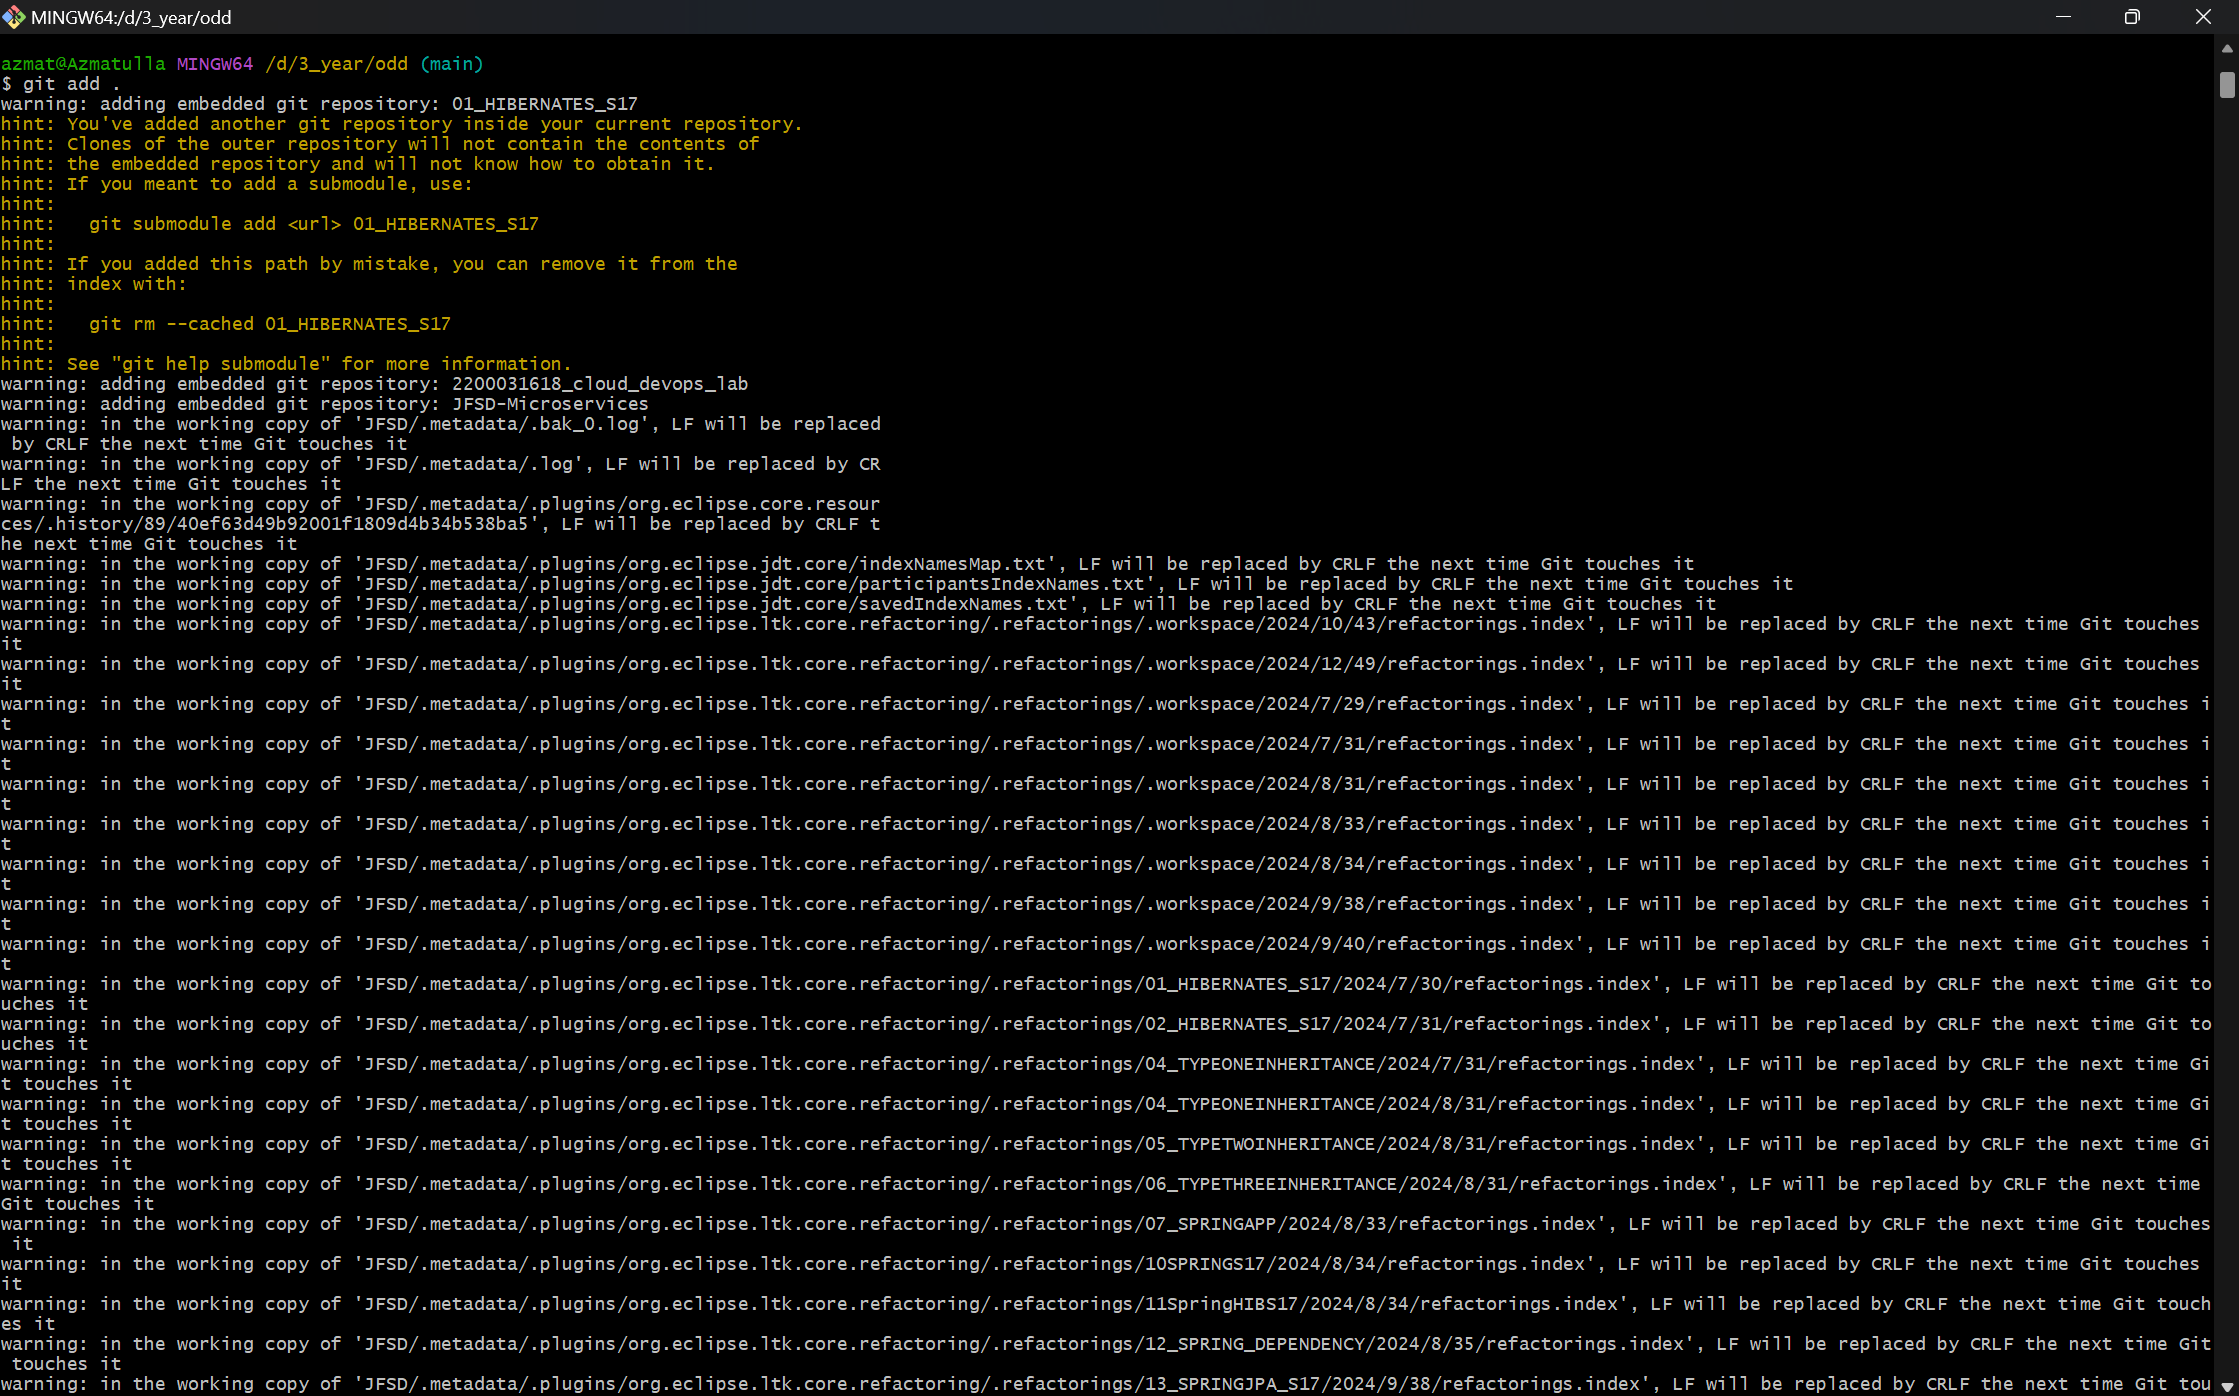 MINGW64:/d/3_year/odd
azmat@Azmatulla MINGW64 /d/3_year/odd (main)
$ git add .
warning: adding embedded git repository: 01_HIBERNATES_S17
hint: You've added another git repository inside your current repository.
hint: Clones of the outer repository will not contain the contents of
hint: the embedded repository and will not know how to obtain it.
hint: If you meant to add a submodule, use:
hint:
hint:   git submodule add <url> 01_HIBERNATES_S17
hint:
hint: If you added this path by mistake, you can remove it from the
hint: index with:
hint:
hint:   git rm --cached 01_HIBERNATES_S17
hint:
hint: See "git help submodule" for more information.
warning: adding embedded git repository: 2200031618_cloud_devops_lab
warning: adding embedded git repository: JFSD-Microservices
warning: in the working copy of 'JFSD/.metadata/.bak_0.log', LF will be replaced
 by CRLF the next time Git touches it
warning: in the working copy of 'JFSD/.metadata/.log', LF will be replaced by CR
LF the next time Git touches it
warning: in the working copy of 'JFSD/.metadata/.plugins/org.eclipse.core.resour
ces/.history/89/40ef63d49b92001f1809d4b34b538ba5', LF will be replaced by CRLF t
he next time Git touches it
warning: in the working copy of 'JFSD/.metadata/.plugins/org.eclipse.jdt.core/indexNamesMap.txt', LF will be replaced by CRLF the next time Git touches it
warning: in the working copy of 'JFSD/.metadata/.plugins/org.eclipse.jdt.core/participantsIndexNames.txt', LF will be replaced by CRLF the next time Git touches it
warning: in the working copy of 'JFSD/.metadata/.plugins/org.eclipse.jdt.core/savedIndexNames.txt', LF will be replaced by CRLF the next time Git touches it
warning: in the working copy of 'JFSD/.metadata/.plugins/org.eclipse.ltk.core.refactoring/.refactorings/.workspace/2024/10/43/refactorings.index', LF will be replaced by CRLF the next time Git touches
it
warning: in the working copy of 'JFSD/.metadata/.plugins/org.eclipse.ltk.core.refactoring/.refactorings/.workspace/2024/12/49/refactorings.index', LF will be replaced by CRLF the next time Git touches
it
warning: in the working copy of 'JFSD/.metadata/.plugins/org.eclipse.ltk.core.refactoring/.refactorings/.workspace/2024/7/29/refactorings.index', LF will be replaced by CRLF the next time Git touches i
t
warning: in the working copy of 'JFSD/.metadata/.plugins/org.eclipse.ltk.core.refactoring/.refactorings/.workspace/2024/7/31/refactorings.index', LF will be replaced by CRLF the next time Git touches i
t
warning: in the working copy of 'JFSD/.metadata/.plugins/org.eclipse.ltk.core.refactoring/.refactorings/.workspace/2024/8/31/refactorings.index', LF will be replaced by CRLF the next time Git touches i
t
warning: in the working copy of 'JFSD/.metadata/.plugins/org.eclipse.ltk.core.refactoring/.refactorings/.workspace/2024/8/33/refactorings.index', LF will be replaced by CRLF the next time Git touches i
t
warning: in the working copy of 'JFSD/.metadata/.plugins/org.eclipse.ltk.core.refactoring/.refactorings/.workspace/2024/8/34/refactorings.index', LF will be replaced by CRLF the next time Git touches i
t
warning: in the working copy of 'JFSD/.metadata/.plugins/org.eclipse.ltk.core.refactoring/.refactorings/.workspace/2024/9/38/refactorings.index', LF will be replaced by CRLF the next time Git touches i
t
warning: in the working copy of 'JFSD/.metadata/.plugins/org.eclipse.ltk.core.refactoring/.refactorings/.workspace/2024/9/40/refactorings.index', LF will be replaced by CRLF the next time Git touches i
t
warning: in the working copy of 'JFSD/.metadata/.plugins/org.eclipse.ltk.core.refactoring/.refactorings/01_HIBERNATES_S17/2024/7/30/refactorings.index', LF will be replaced by CRLF the next time Git to
uches it
warning: in the working copy of 'JFSD/.metadata/.plugins/org.eclipse.ltk.core.refactoring/.refactorings/02_HIBERNATES_S17/2024/7/31/refactorings.index', LF will be replaced by CRLF the next time Git to
uches it
warning: in the working copy of 'JFSD/.metadata/.plugins/org.eclipse.ltk.core.refactoring/.refactorings/04_TYPEONEINHERITANCE/2024/7/31/refactorings.index', LF will be replaced by CRLF the next time Gi
t touches it
warning: in the working copy of 'JFSD/.metadata/.plugins/org.eclipse.ltk.core.refactoring/.refactorings/04_TYPEONEINHERITANCE/2024/8/31/refactorings.index', LF will be replaced by CRLF the next time Gi
t touches it
warning: in the working copy of 'JFSD/.metadata/.plugins/org.eclipse.ltk.core.refactoring/.refactorings/05_TYPETWOINHERITANCE/2024/8/31/refactorings.index', LF will be replaced by CRLF the next time Gi
t touches it
warning: in the working copy of 'JFSD/.metadata/.plugins/org.eclipse.ltk.core.refactoring/.refactorings/06_TYPETHREEINHERITANCE/2024/8/31/refactorings.index', LF will be replaced by CRLF the next time
Git touches it
warning: in the working copy of 'JFSD/.metadata/.plugins/org.eclipse.ltk.core.refactoring/.refactorings/07_SPRINGAPP/2024/8/33/refactorings.index', LF will be replaced by CRLF the next time Git touches
 it
warning: in the working copy of 'JFSD/.metadata/.plugins/org.eclipse.ltk.core.refactoring/.refactorings/10SPRINGS17/2024/8/34/refactorings.index', LF will be replaced by CRLF the next time Git touches
it
warning: in the working copy of 'JFSD/.metadata/.plugins/org.eclipse.ltk.core.refactoring/.refactorings/11SpringHIBS17/2024/8/34/refactorings.index', LF will be replaced by CRLF the next time Git touch
es it
warning: in the working copy of 'JFSD/.metadata/.plugins/org.eclipse.ltk.core.refactoring/.refactorings/12_SPRING_DEPENDENCY/2024/8/35/refactorings.index', LF will be replaced by CRLF the next time Git
 touches it
warning: in the working copy of 'JFSD/.metadata/.plugins/org.eclipse.ltk.core.refactoring/.refactorings/13_SPRINGJPA_S17/2024/9/38/refactorings.index', LF will be replaced by CRLF the next time Git tou